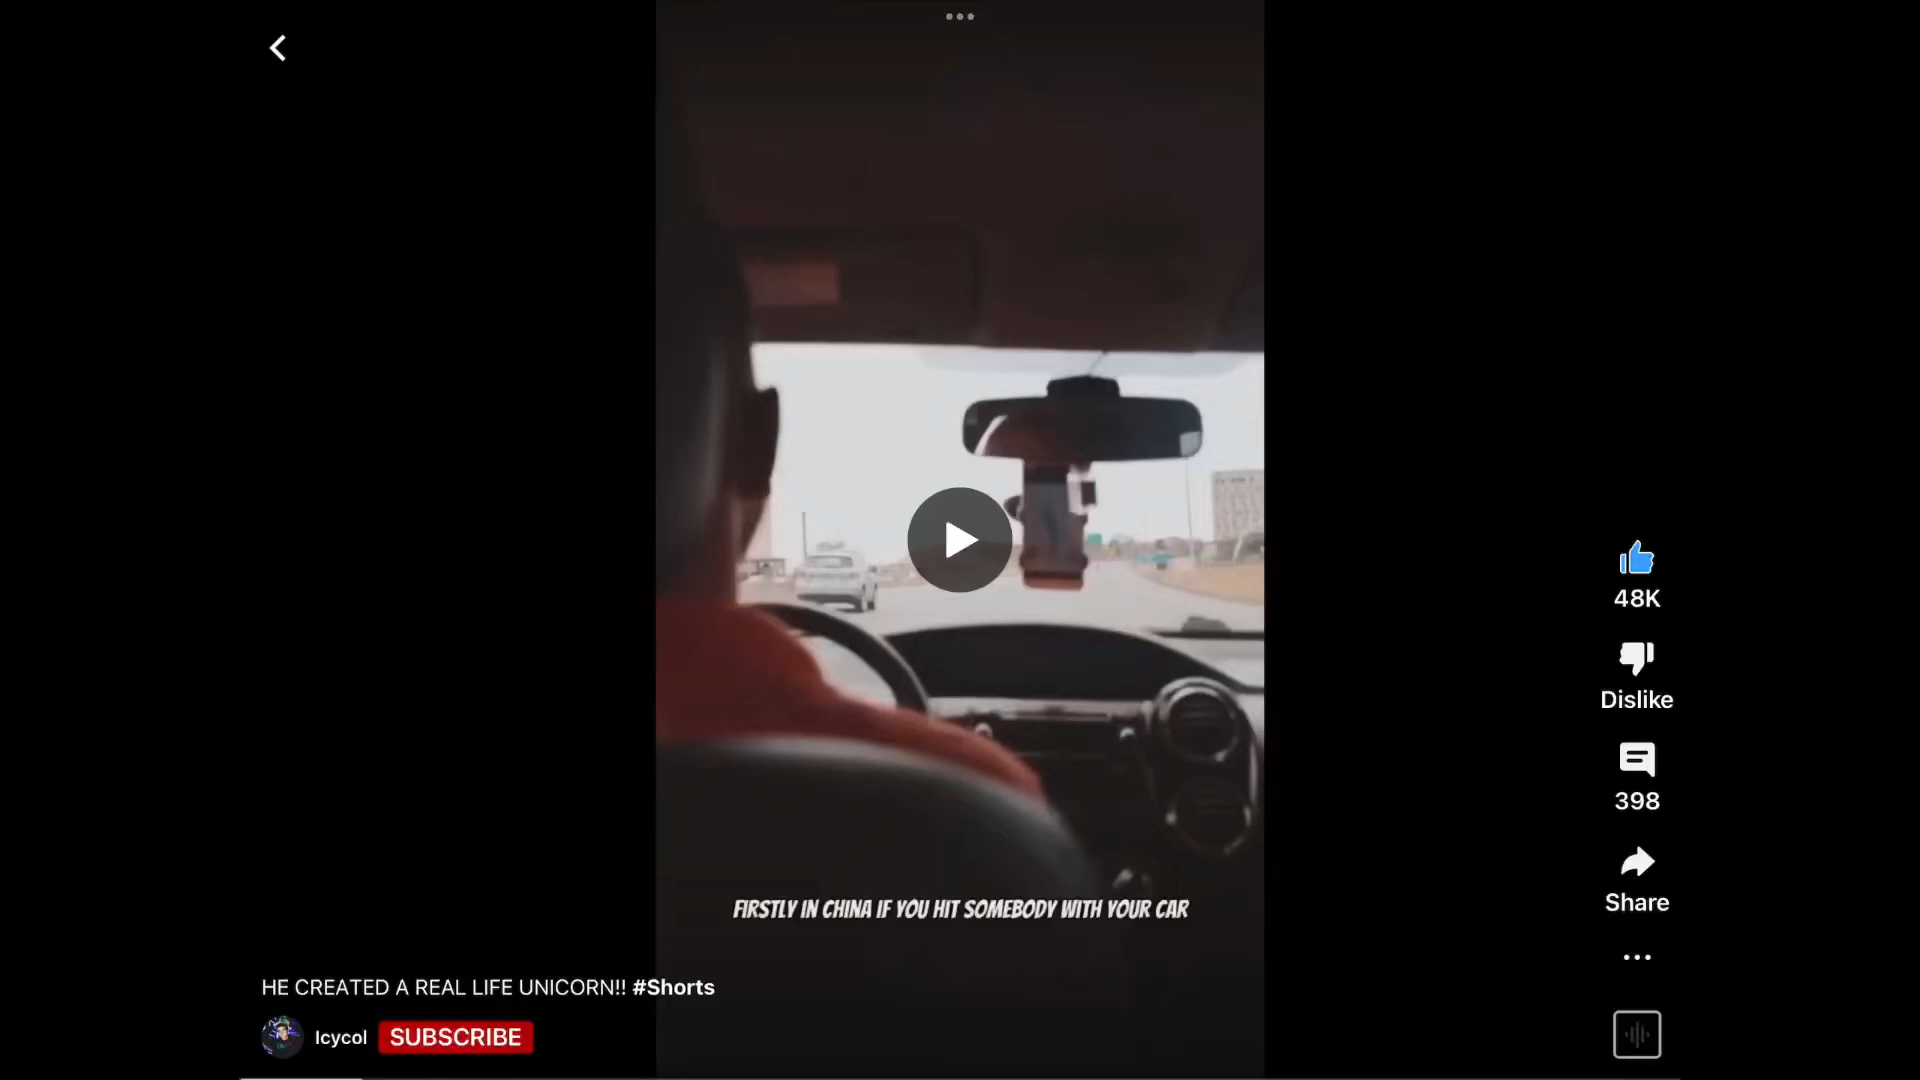 FIRSTLY IN CHINA IF YOU HIT SOMEBODY WITH YOUR CAR
48K
Dislike
398
Share
HE CREATED A REAL LIFE UNICORN!! #Shorts
Icycol SUBSCRIBE